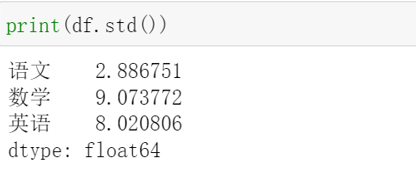 print(df.std())
语文    2.886751
数学    9.073772
英语    8.020806
dtype: float64